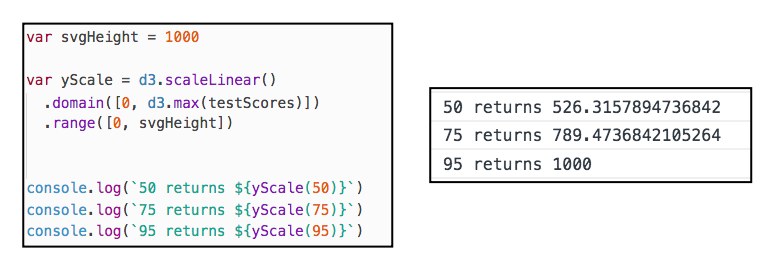 var svgHeight = 1000
var yScale = d3.scaleLinear()
  .domain([0, d3.max(testScores)])
  .range([0, svgHeight])
console.log(`50 returns ${yScale(50)}`)
console.log(`75 returns ${yScale(75)}`)
console.log(`95 returns ${yScale(95)}`)
50 returns 526.3157894736842
75 returns 789.4736842105264
95 returns 1000